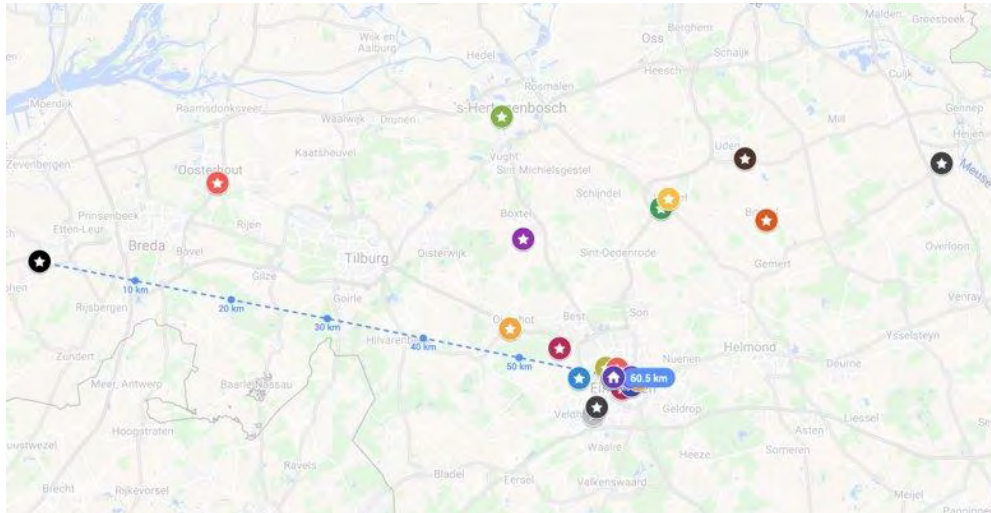 Malden
Groesbeek
Berghem
Oss
Wijk en
Aalburg
Hedel
Schaijk
Heesch
Cuijk
Rosmalen
Moerdijk
Raamsdonksveer
's-Hertogenbosch
Gennep
Waalwijk
Drunen
Mill
Heijen
Uden
Kaatsheuvel
Vught
Zevenbergen
Oosterhout
Sint Michielsgestel
Meuse
Schijndel
Prinsenbeek
Boxtel
Etten-Leur
Rijen
Breda
Bavel
Oisterwijk
Sint-Oedenrode
Overloon
Tilburg
Gemert
Gilze
10 km
Venray
Goirle
20 km
Rijsbergen
Best
Son
30 km
Ysselsteyn
Hilvarenb
40 km
Helmond
Zundert
50 km
Nuenen
Deurne
60.5 km
Meer, Antwerp
Baarle-Nassau
Geldrop
Liessel
Hoogstraten
Asten
Waalre
uustwezel
Heeze
Someren
Ravels
Bladel
Eersel
Valkenswaard
Brecht
Rijkevorsel
Meijel